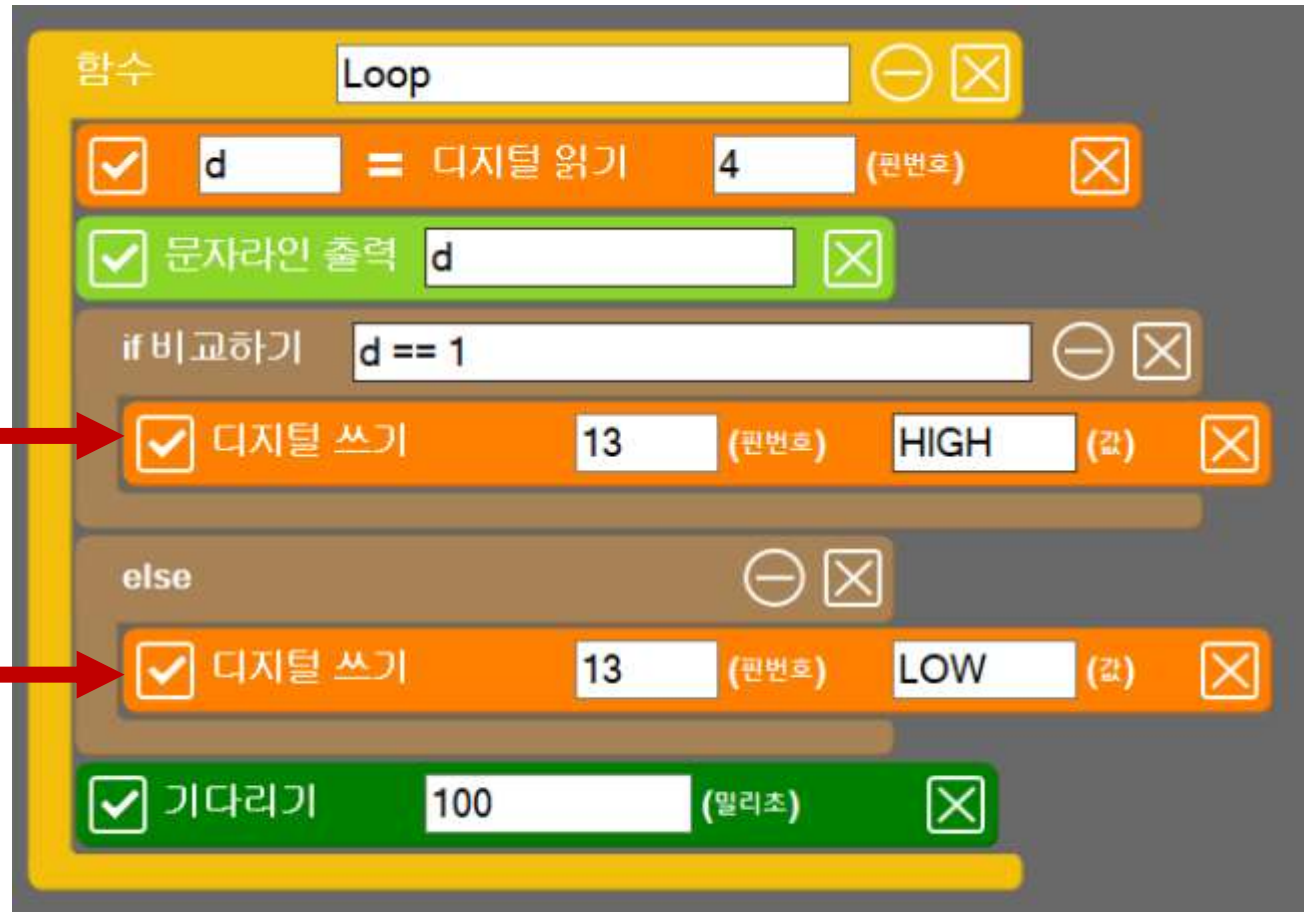 함수 Loop
d = 디지털 읽기 4 (핀번호)
문자라인 출력 d
if 비교하기 d == 1
디지털 쓰기 13 (핀번호) HIGH (값)
else
디지털 쓰기 13 (핀번호) LOW (값)
기다리기 100 (밀리초)